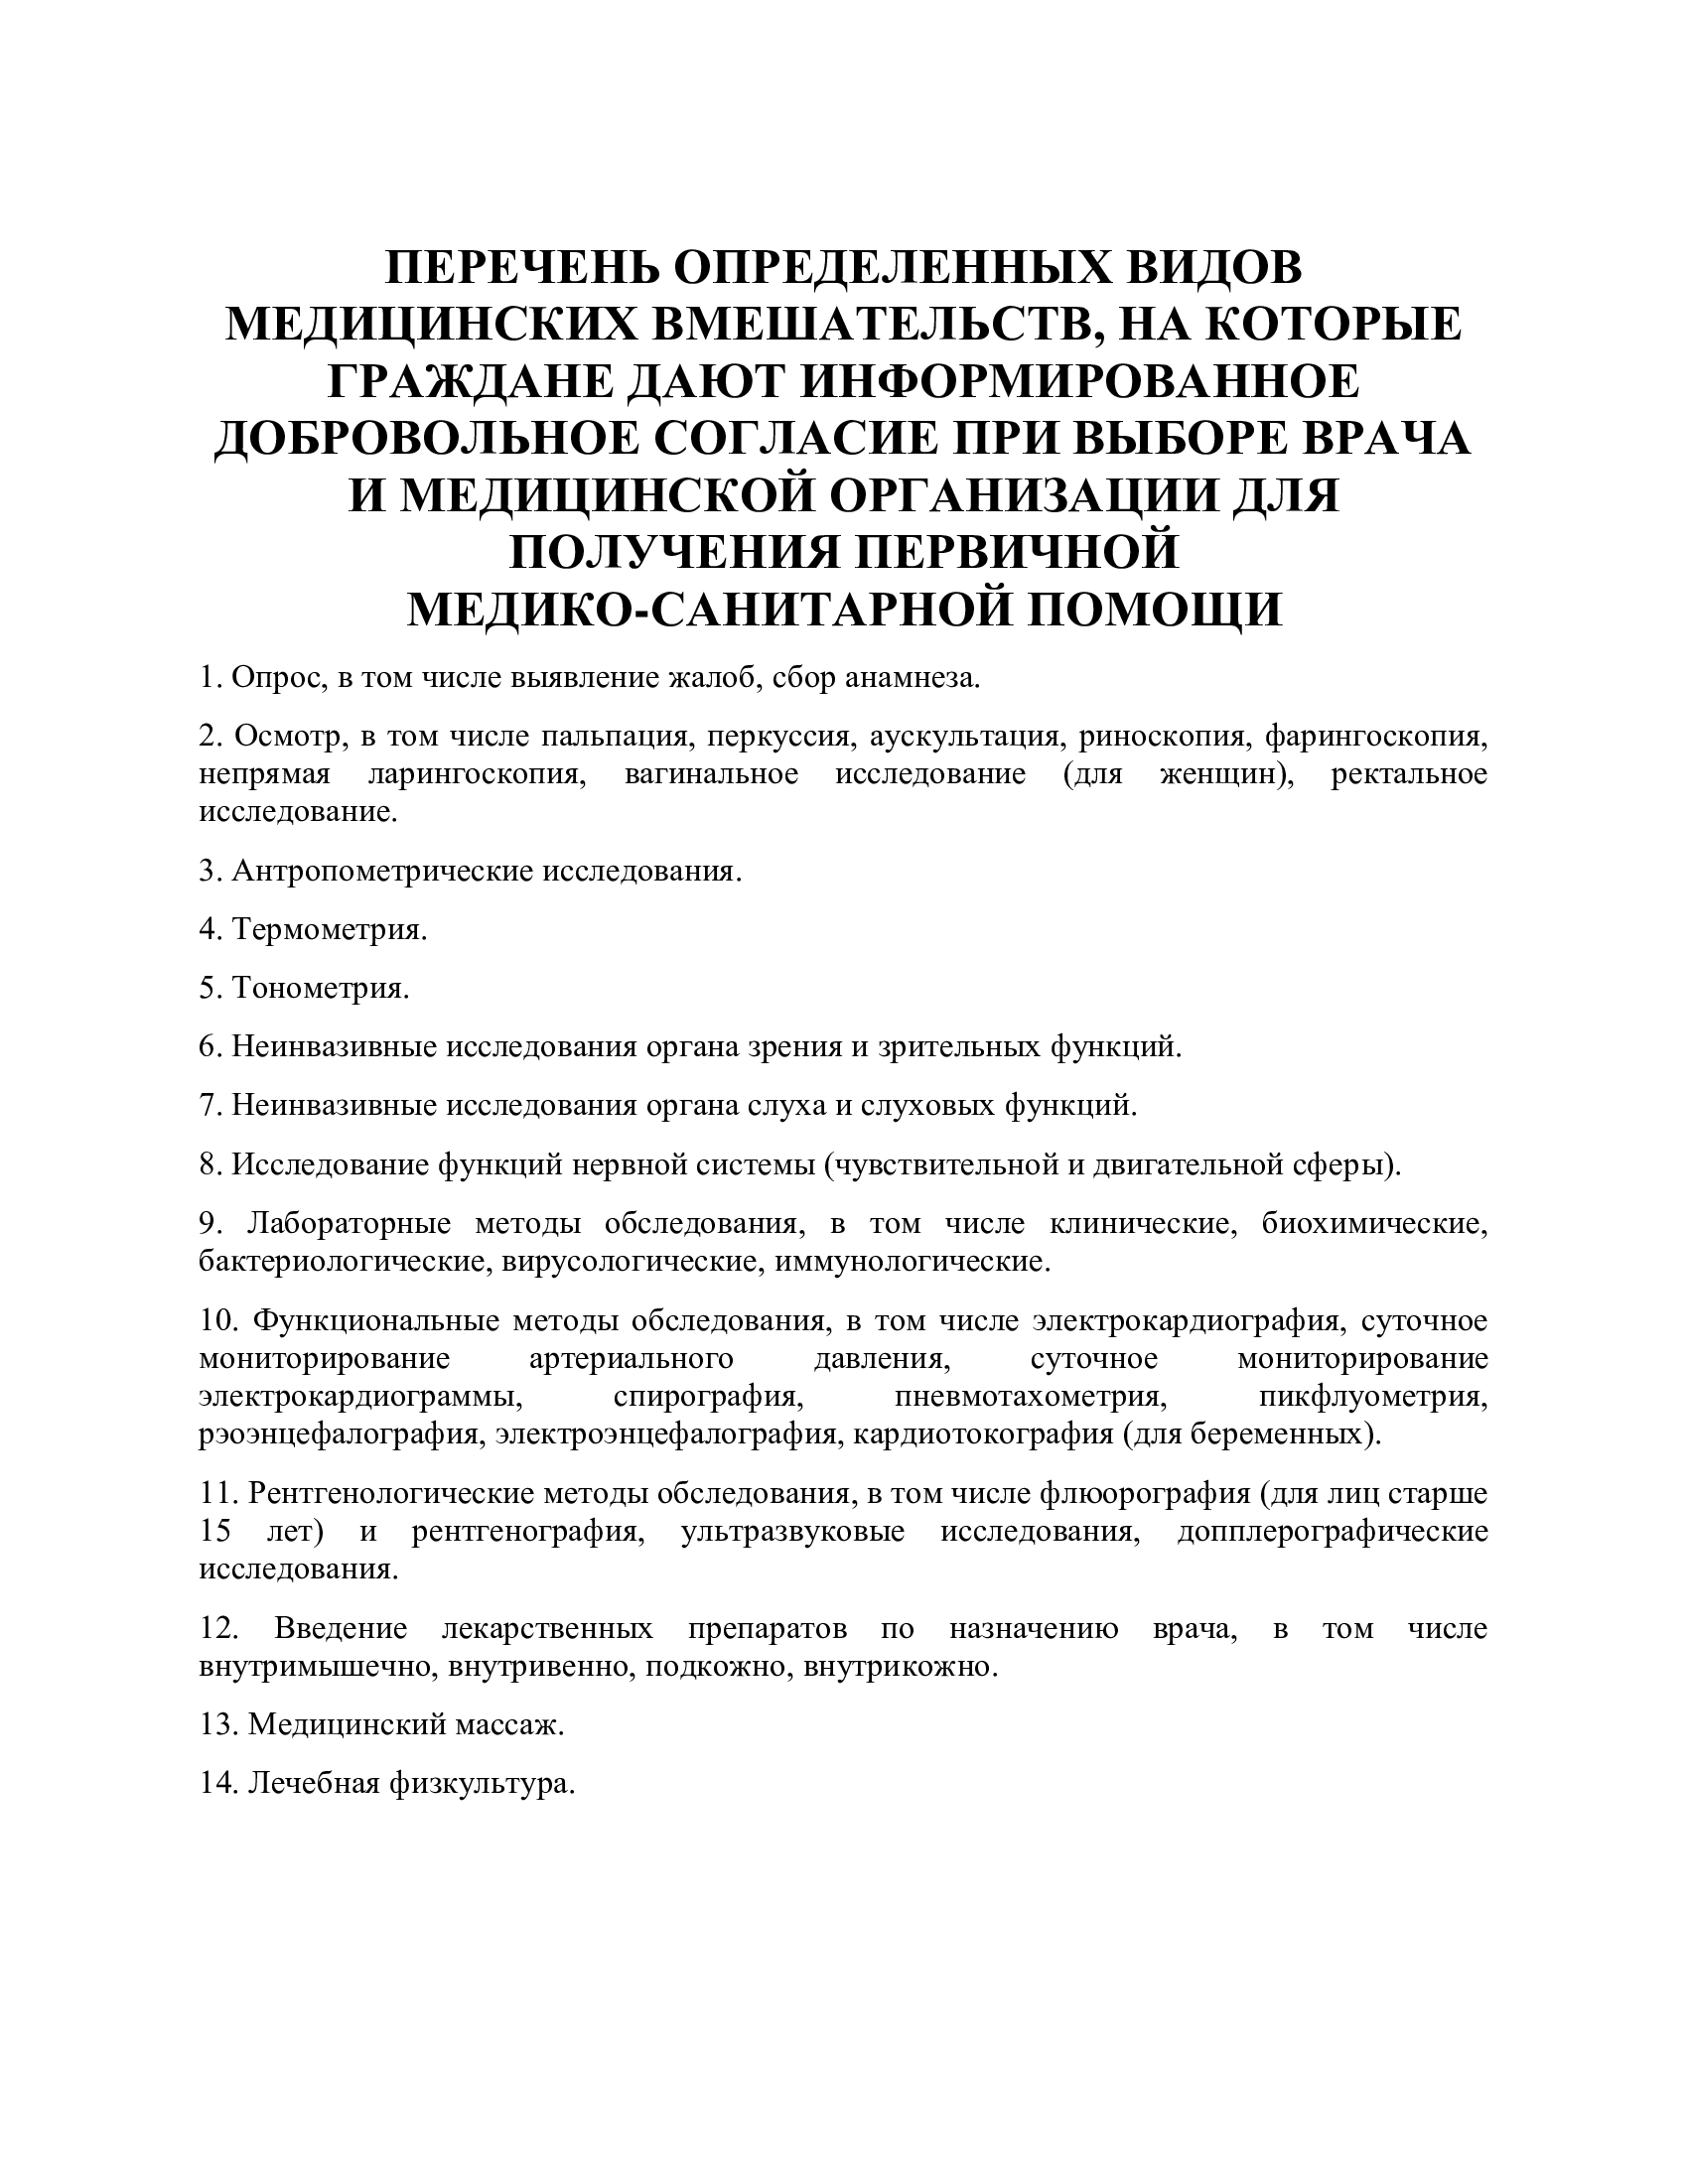 ПЕРЕЧЕНЬ ОПРЕДЕЛЕННЫХ ВИДОВ
МЕДИЦИНСКИХ ВМЕШАТЕЛЬСТВ, НА КОТОРЫЕ
ГРАЖДАНЕ ДАЮТ ИНФОРМИРОВАННОЕ
ДОБРОВОЛЬНОЕ СОГЛАСИЕ ПРИ ВЫБОРЕ ВРАЧА
И МЕДИЦИНСКОЙ ОРГАНИЗАЦИИ ДЛЯ
ПОЛУЧЕНИЯ ПЕРВИЧНОЙ
МЕДИКО-САНИТАРНОЙ ПОМОЩИ
1. Опрос, в том числе выявление жалоб, сбор анамнеза.
2. Осмотр, в том числе пальпация, перкуссия, аускультация, риноскопия, фарингоскопия,
непрямая ларингоскопия, вагинальное исследование (для женщин), ректальное
исследование.
3. Антропометрические исследования.
4. Термометрия.
5. Тонометрия.
6. Неинвазивные исследования органа зрения и зрительных функций.
7. Неинвазивные исследования органа слуха и слуховых функций.
8. Исследование функций нервной системы (чувствительной и двигательной сферы).
9. Лабораторные методы обследования, в том числе клинические, биохимические,
бактериологические, вирусологические, иммунологические.
10. Функциональные методы обследования, в том числе электрокардиография, суточное
мониторирование артериального давления, суточное мониторирование
электрокардиограммы, спирография, пневмотахометрия, пикфлуометрия,
рэоэнцефалография, электроэнцефалография, кардиотокография (для беременных).
11. Рентгенологические методы обследования, в том числе флюорография (для лиц старше
15 лет) и рентгенография, ультразвуковые исследования, допплерографические
исследования.
12. Введение лекарственных препаратов по назначению врача, в том числе
внутримышечно, внутривенно, подкожно, внутрикожно.
13. Медицинский массаж.
14. Лечебная физкультура.